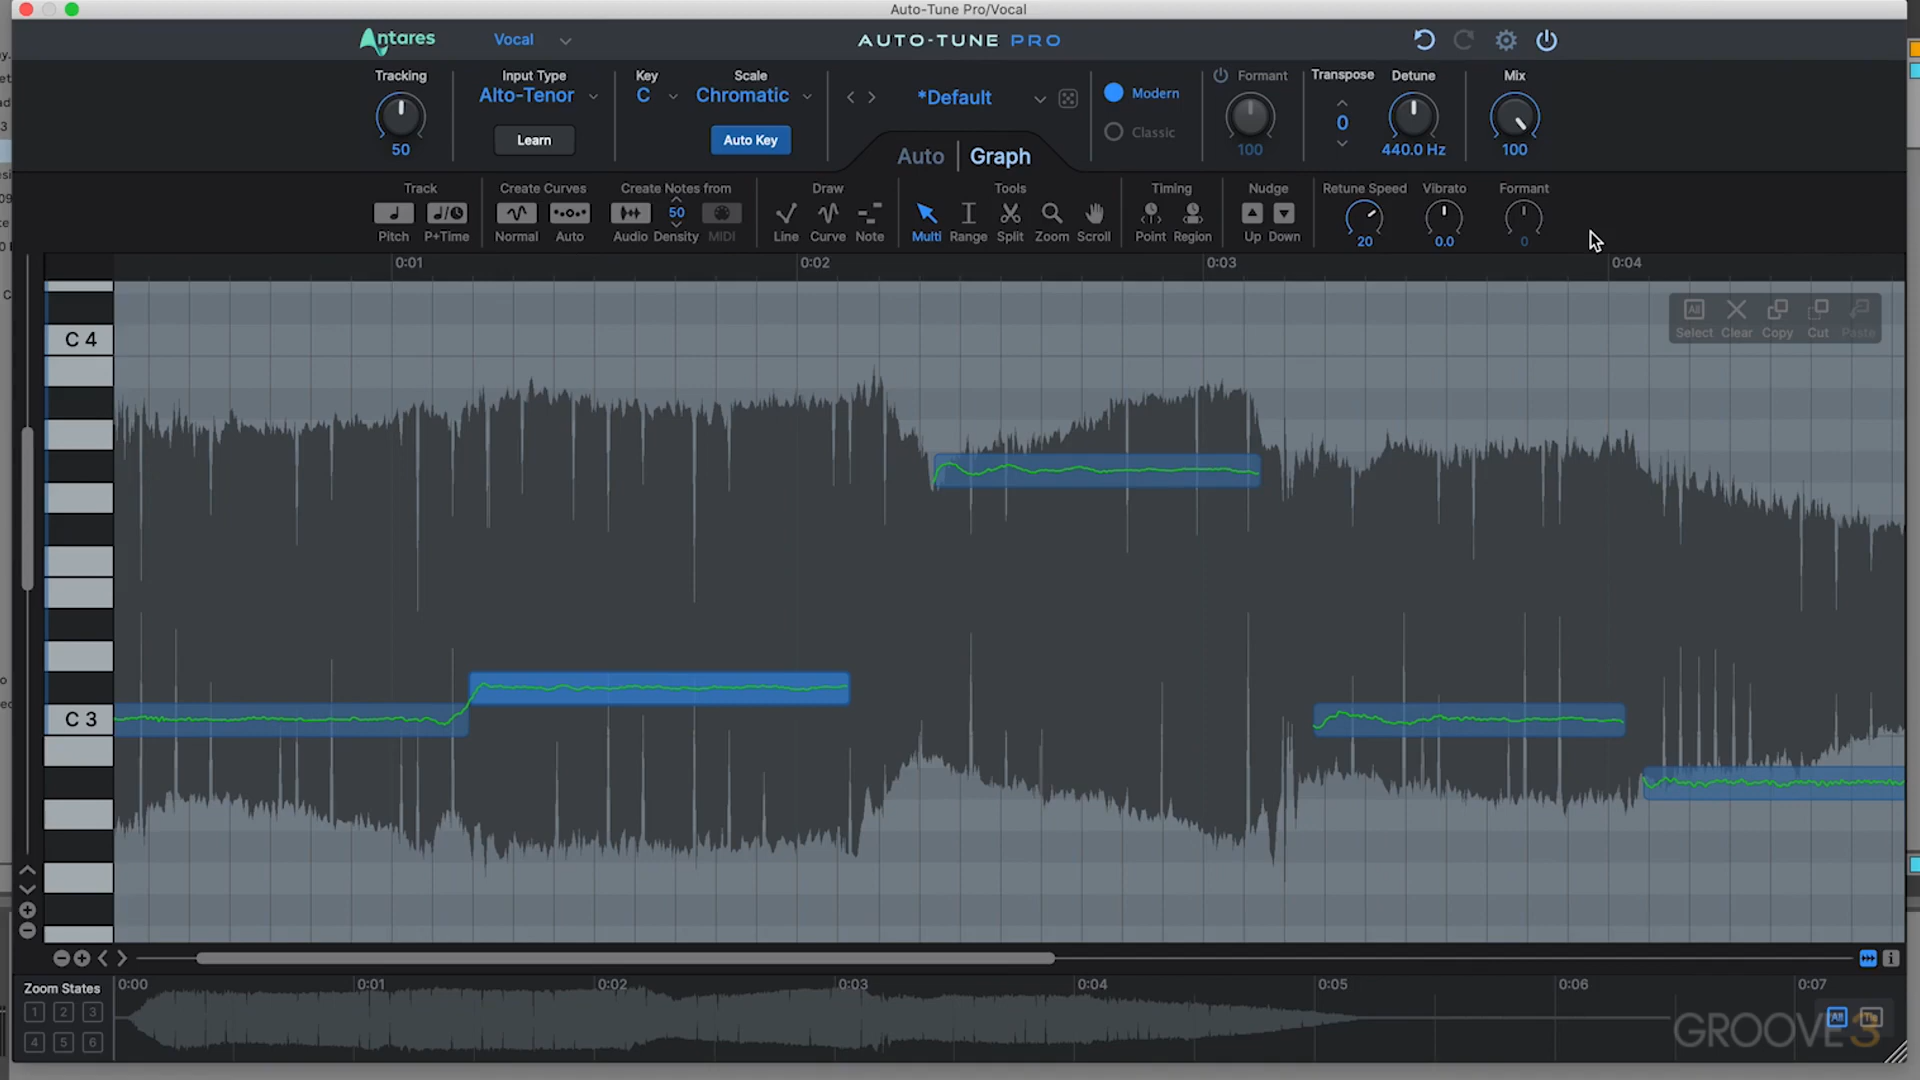 Auto-Tune Pro/Vocal
Antares
Vocal
AUTO-TUNE PRO
Tracking
50
Input Type
Alto-Tenor
Learn
Key
C
Scale
Chromatic
Auto Key
*Default
Auto
Graph
Modern
Classic
Formant
100
Transpose
0
Detune
440.0 Hz
Mix
100
Track
Pitch
P+Time
Create Curves
Normal
Auto
Create Notes from
Audio
50
Density
MIDI
Draw
Line
Curve
Note
Tools
Multi
Range
Split
Zoom
Scroll
Timing
Point
Region
Nudge
Up
Down
Retune Speed
20
Vibrato
0.0
Formant
0
0:01
0:02
0:03
0:04
All
Select
Clear
Copy
Cut
Paste
C 4
C 3
Zoom States
1 2 3
4 5 6
0:00
0:01
0:02
0:03
0:04
0:05
0:06
0:07
All
GROOVE3